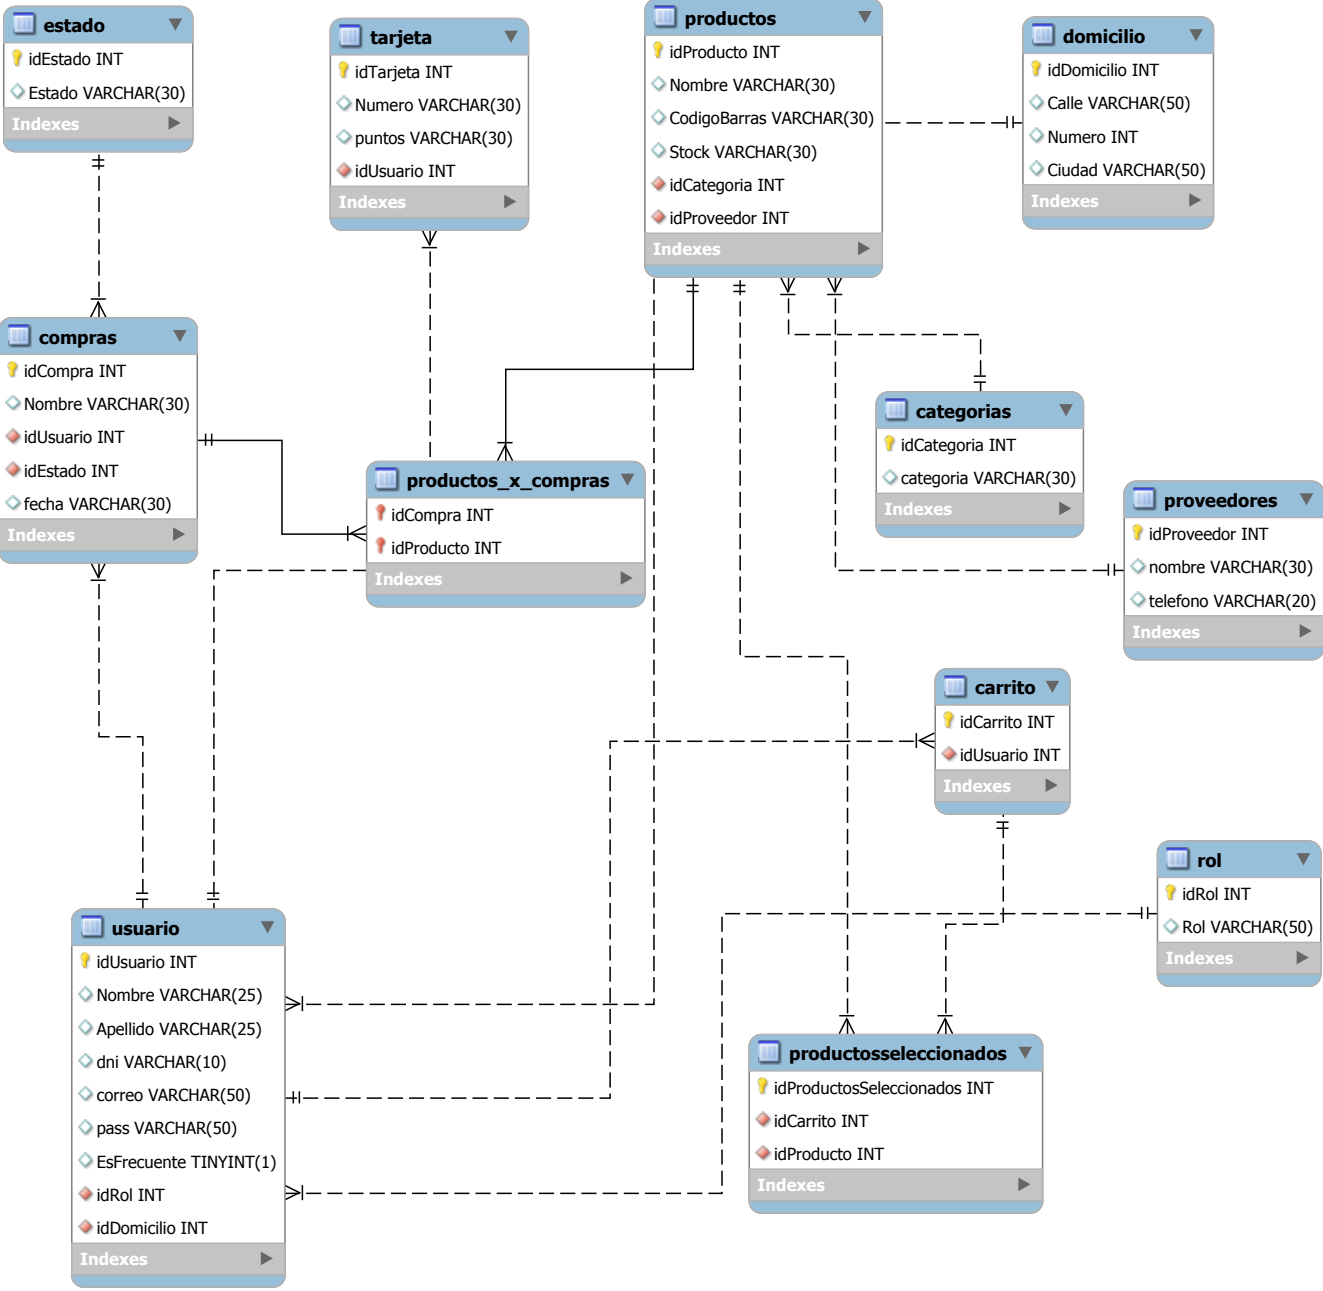 estado
idEstado INT
Estado VARCHAR(30)
Indexes
tarjeta
idTarjeta INT
Numero VARCHAR(30)
puntos VARCHAR(30)
idUsuario INT
Indexes
productos
idProducto INT
Nombre VARCHAR(30)
CodigoBarras VARCHAR(30)
Stock VARCHAR(30)
idCategoria INT
idProveedor INT
Indexes
domicilio
idDomicilio INT
Calle VARCHAR(50)
Numero INT
Ciudad VARCHAR(50)
Indexes
compras
idCompra INT
Nombre VARCHAR(30)
idUsuario INT
idEstado INT
fecha VARCHAR(30)
Indexes
productos_x_compras
idCompra INT
idProducto INT
Indexes
categorias
idCategoria INT
categoria VARCHAR(30)
Indexes
proveedores
idProveedor INT
nombre VARCHAR(30)
telefono VARCHAR(20)
Indexes
carrito
idCarrito INT
idUsuario INT
Indexes
rol
idRol INT
Rol VARCHAR(50)
Indexes
usuario
idUsuario INT
Nombre VARCHAR(25)
Apellido VARCHAR(25)
dni VARCHAR(10)
correo VARCHAR(50)
pass VARCHAR(50)
EsFrecuente TINYINT(1)
idRol INT
idDomicilio INT
Indexes
productosseleccionados
idProductosSeleccionados INT
idCarrito INT
idProducto INT
Indexes